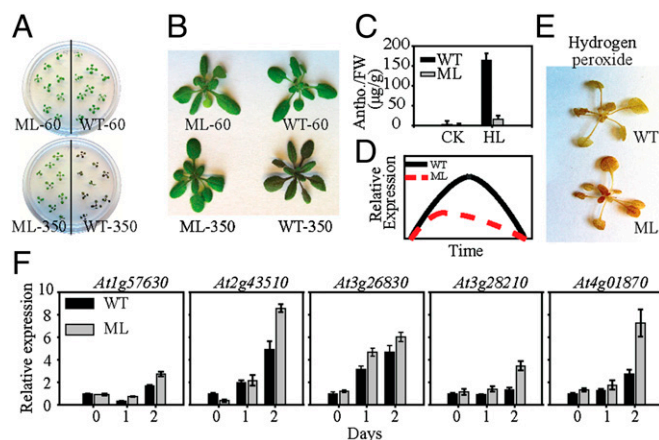 A
ML-60 WT-60
ML-350 WT-350
B
ML-60 WT-60
ML-350 WT-350
C
Antho./FW
(µg/g)
200
150
100
50
0
WT
ML
CK HL
D
Relative
Expression
WT
ML
Time
E
Hydrogen
peroxide
WT
ML
F
At1g57630 At2g43510 At3g26830 At3g28210 At4g01870
Relative expression
10
8
6
4
2
0
WT
ML
0 1 2 0 1 2 0 1 2 0 1 2 0 1 2
Days